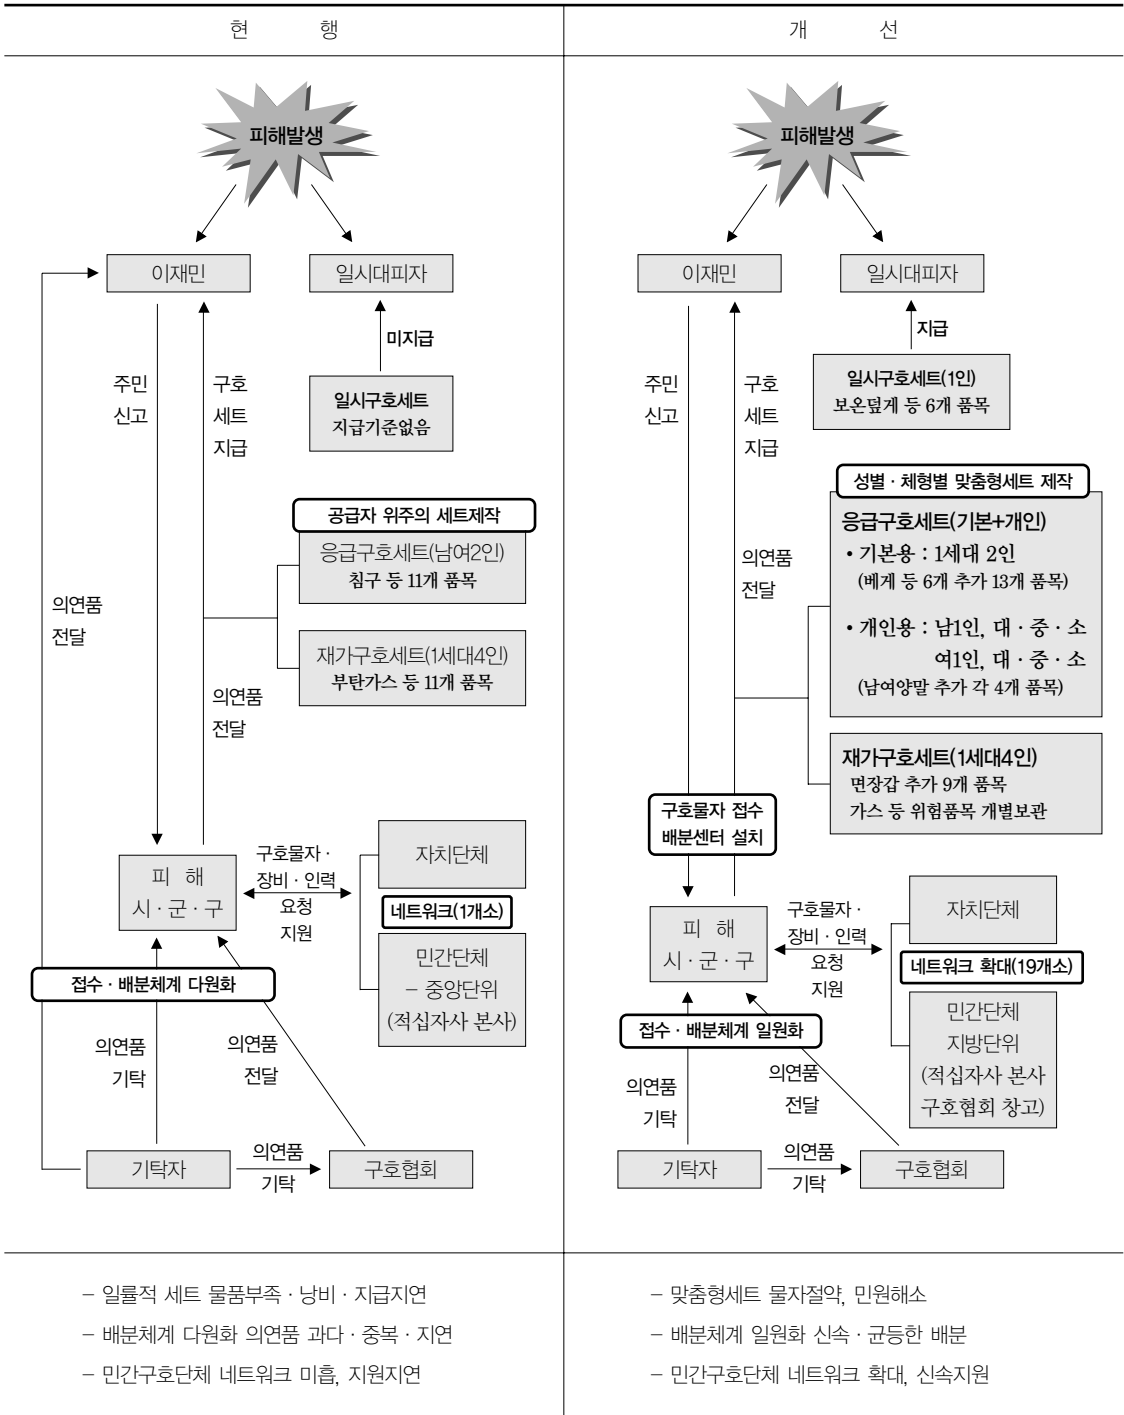 현 행
피해발생
이재민
일시대피자
미지급
주민
신고
구호
세트
지급
일시구호세트
지급기준없음
공급자 위주의 세트제작
응급구호세트(남여2인)
침구 등 11개 품목
의연품
전달
재가구호세트(1세대4인)
부탄가스 등 11개 품목
의연품
전달
피 해
시·군·구
구호물자·
장비·인력
요청
지원
자치단체
네트워크(1개소)
민간단체
– 중앙단위
(적십자사 본사)
접수·배분체계 다원화
의연품
기탁
의연품
전달
기탁자
의연품
기탁
구호협회
– 일률적 세트 물품부족·낭비·지급지연
– 배분체계 다원화 의연품 과다·중복·지연
– 민간구호단체 네트워크 미흡, 지원지연
개 선
피해발생
이재민
일시대피자
지급
주민
신고
구호
세트
지급
일시구호세트(1인)
보온덮게 등 6개 품목
성별·체형별 맞춤형세트 제작
응급구호세트(기본+개인)
• 기본용 : 1세대 2인
(베게 등 6개 추가 13개 품목)
• 개인용 : 남1인, 대·중·소
여1인, 대·중·소
(남여양말 추가 각 4개 품목)
의연품
전달
재가구호세트(1세대4인)
면장갑 추가 9개 품목
가스 등 위험품목 개별보관
구호물자 접수
배분센터 설치
피 해
시·군·구
구호물자·
장비·인력
요청
지원
자치단체
네트워크 확대(19개소)
민간단체
지방단위
(적십자사 본사
구호협회 창고)
접수·배분체계 일원화
의연품
기탁
의연품
전달
기탁자
의연품
기탁
구호협회
– 맞춤형세트 물자절약, 민원해소
– 배분체계 일원화 신속·균등한 배분
– 민간구호단체 네트워크 확대, 신속지원